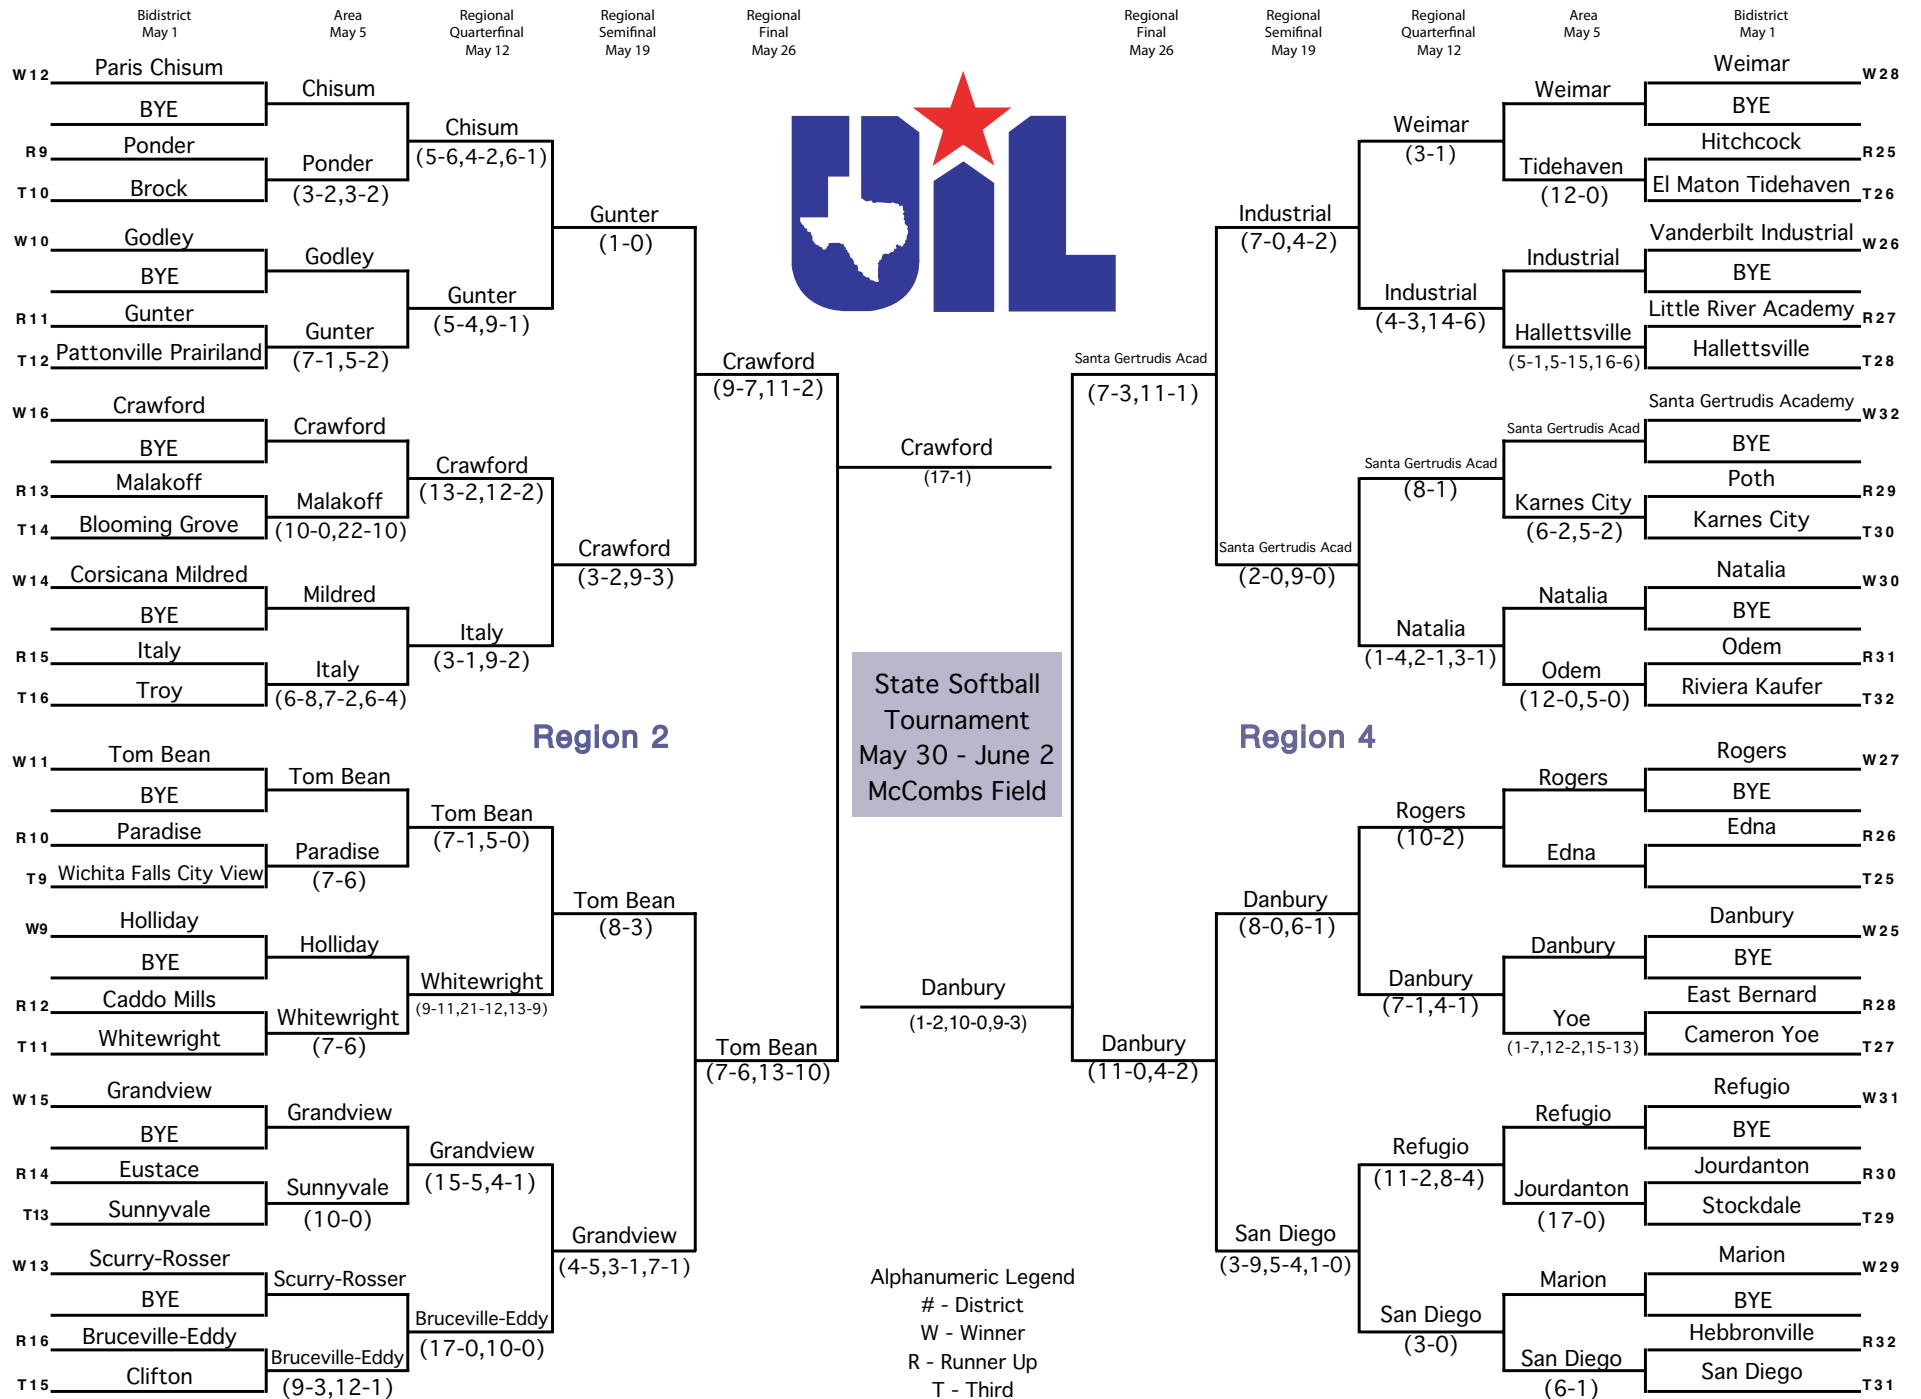 Bidistrict
May 1
Area
May 5
Regional
Quarterfinal
May 12
Regional
Semifinal
May 19
Regional
Final
May 26
Regional
Final
May 26
Regional
Semifinal
May 19
Regional
Quarterfinal
May 12
Area
May 5
Bidistrict
May 1
UIL
W12 Paris Chisum
BYE
R9 Ponder
T10 Brock
W10 Godley
BYE
R11 Gunter
T12 Pattonville Prairiland
W16 Crawford
BYE
R13 Malakoff
T14 Blooming Grove
W14 Corsicana Mildred
BYE
R15 Italy
T16 Troy
W11 Tom Bean
BYE
R10 Paradise
T9 Wichita Falls City View
W9 Holliday
BYE
R12 Caddo Mills
T11 Whitewright
W15 Grandview
BYE
R14 Eustace
T13 Sunnyvale
W13 Scurry-Rosser
BYE
R16 Bruceville-Eddy
T15 Clifton
Chisum
Ponder
(3-2,3-2)
Godley
Gunter
(7-1,5-2)
Crawford
Malakoff
(10-0,22-10)
Mildred
Italy
(6-8,7-2,6-4)
Tom Bean
Paradise
(7-6)
Holliday
Whitewright
(7-6)
Grandview
Sunnyvale
(10-0)
Scurry-Rosser
Bruceville-Eddy
(9-3,12-1)
Chisum
(5-6,4-2,6-1)
Gunter
(5-4,9-1)
Crawford
(13-2,12-2)
Italy
(3-1,9-2)
Tom Bean
(7-1,5-0)
Whitewright
(9-11,21-12,13-9)
Grandview
(15-5,4-1)
Bruceville-Eddy
(17-0,10-0)
Gunter
(1-0)
Crawford
(3-2,9-3)
Region 2
Tom Bean
(8-3)
Grandview
(4-5,3-1,7-1)
Crawford
(9-7,11-2)
Tom Bean
(7-6,13-10)
Crawford
(17-1)
State Softball
Tournament
May 30 - June 2
McCombs Field
Danbury
(1-2,10-0,9-3)
Alphanumeric Legend
# - District
W - Winner
R - Runner Up
T - Third
Santa Gertrudis Acad
(7-3,11-1)
Danbury
(11-0,4-2)
Industrial
(7-0,4-2)
Santa Gertrudis Acad
(2-0,9-0)
Region 4
Danbury
(8-0,6-1)
San Diego
(3-9,5-4,1-0)
Weimar
(3-1)
Industrial
(4-3,14-6)
Santa Gertrudis Acad
(8-1)
Natalia
(1-4,2-1,3-1)
Rogers
(10-2)
Danbury
(7-1,4-1)
Refugio
(11-2,8-4)
San Diego
(3-0)
Weimar
Tidehaven
(12-0)
Industrial
Hallettsville
(5-1,5-15,16-6)
Santa Gertrudis Acad
Karnes City
(6-2,5-2)
Natalia
Odem
(12-0,5-0)
Rogers
Edna
Danbury
Yoe
(1-7,12-2,15-13)
Refugio
Jourdanton
(17-0)
Marion
San Diego
(6-1)
Weimar W28
BYE
Hitchcock R25
El Maton Tidehaven T26
Vanderbilt Industrial W26
BYE
Little River Academy R27
Hallettsville T28
Santa Gertrudis Academy W32
BYE
Poth R29
Karnes City T30
Natalia W30
BYE
Odem R31
Riviera Kaufer T32
Rogers W27
BYE
Edna R26
T25
Danbury W25
BYE
East Bernard R28
Cameron Yoe T27
Refugio W31
BYE
Jourdanton R30
Stockdale T29
Marion W29
BYE
Hebbronville R32
San Diego T31